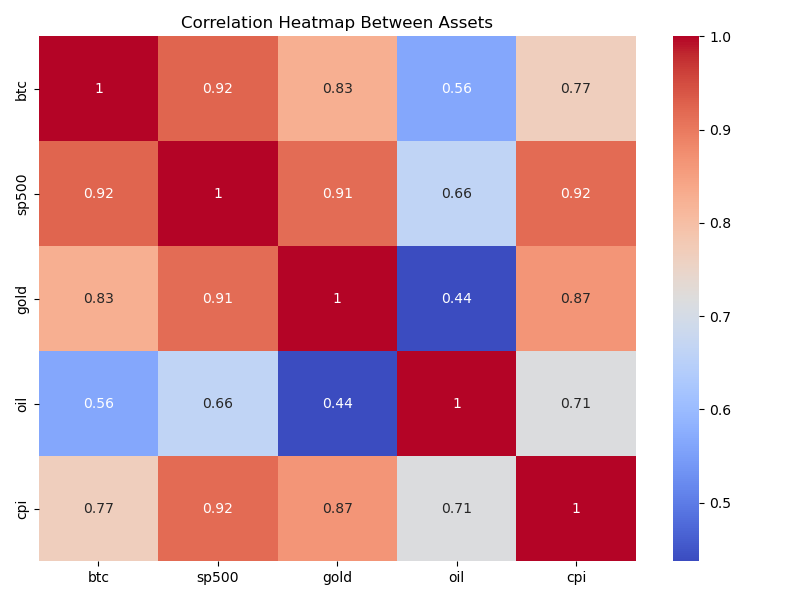 Correlation Heatmap Between Assets
btc 1 0.92 0.83 0.56 0.77
sp500 0.92 1 0.91 0.66 0.92
gold 0.83 0.91 1 0.44 0.87
oil 0.56 0.66 0.44 1 0.71
cpi 0.77 0.92 0.87 0.71 1
btc sp500 gold oil cpi
1.0
0.9
0.8
0.7
0.6
0.5